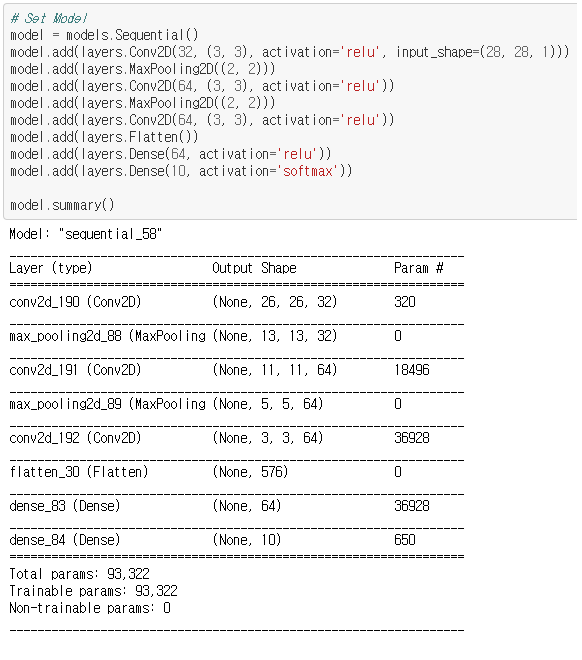 # Set Model
model = models.Sequential()
model.add(layers.Conv2D(32, (3, 3), activation='relu', input_shape=(28, 28, 1)))
model.add(layers.MaxPooling2D((2, 2)))
model.add(layers.Conv2D(64, (3, 3), activation='relu'))
model.add(layers.MaxPooling2D((2, 2)))
model.add(layers.Conv2D(64, (3, 3), activation='relu'))
model.add(layers.Flatten())
model.add(layers.Dense(64, activation='relu'))
model.add(layers.Dense(10, activation='softmax'))
model.summary()
Model: "sequential_58"
_________________________________________________________________
Layer (type) Output Shape Param #
=================================================================
conv2d_190 (Conv2D) (None, 26, 26, 32) 320
_________________________________________________________________
max_pooling2d_88 (MaxPooling (None, 13, 13, 32) 0
_________________________________________________________________
conv2d_191 (Conv2D) (None, 11, 11, 64) 18496
_________________________________________________________________
max_pooling2d_89 (MaxPooling (None, 5, 5, 64) 0
_________________________________________________________________
conv2d_192 (Conv2D) (None, 3, 3, 64) 36928
_________________________________________________________________
flatten_30 (Flatten) (None, 576) 0
_________________________________________________________________
dense_83 (Dense) (None, 64) 36928
_________________________________________________________________
dense_84 (Dense) (None, 10) 650
=================================================================
Total params: 93,322
Trainable params: 93,322
Non-trainable params: 0
_________________________________________________________________